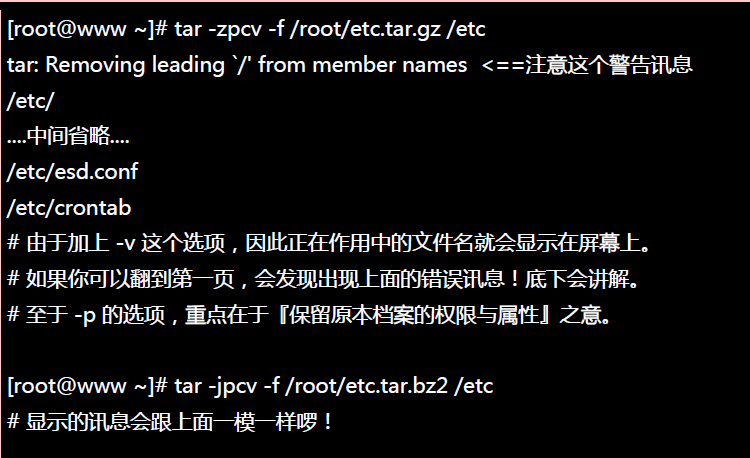 [root@www ~]# tar -zpcv -f /root/etc.tar.gz /etc
tar: Removing leading `/' from member names  <==注意这个警告讯息
/etc/
....中间省略....
/etc/esd.conf
/etc/crontab
# 由于加上 -v 这个选项，因此正在作用中的文件名就会显示在屏幕上。
# 如果你可以翻到第一页，会发现出现上面的错误讯息！底下会讲解。
# 至于 -p 的选项，重点在于『保留原本档案的权限与属性』之意。
[root@www ~]# tar -jpcv -f /root/etc.tar.bz2 /etc
# 显示的讯息会跟上面一模一样啰！